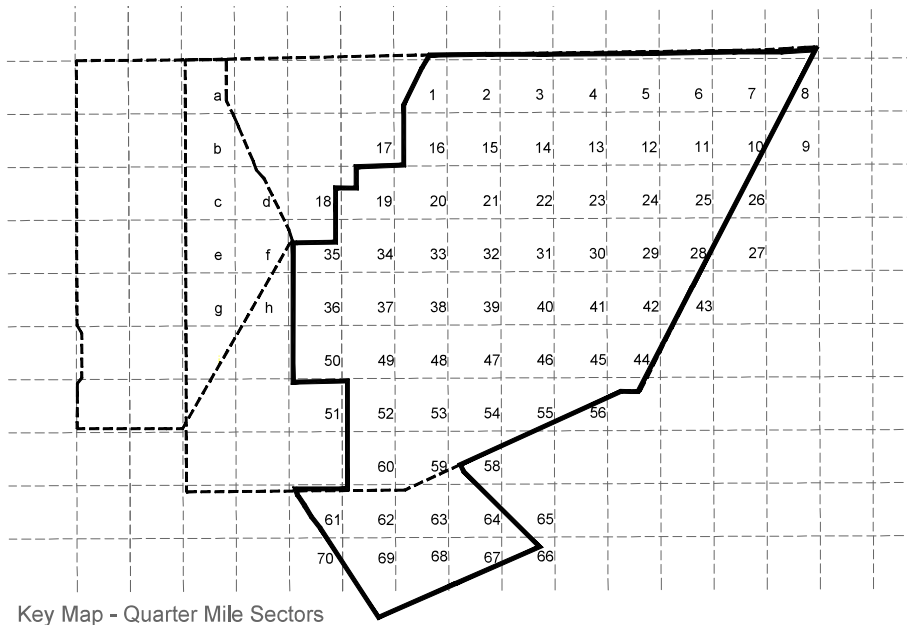 a 1 2 3 4 5 6 7 8
b 17 16 15 14 13 12 11 10 9
c d 18 19 20 21 22 23 24 25 26
e f 35 34 33 32 31 30 29 28 27
g h 36 37 38 39 40 41 42 43
50 49 48 47 46 45 44
51 52 53 54 55 56
60 59 58
61 62 63 64 65
70 69 68 67 66
Key Map - Quarter Mile Sectors